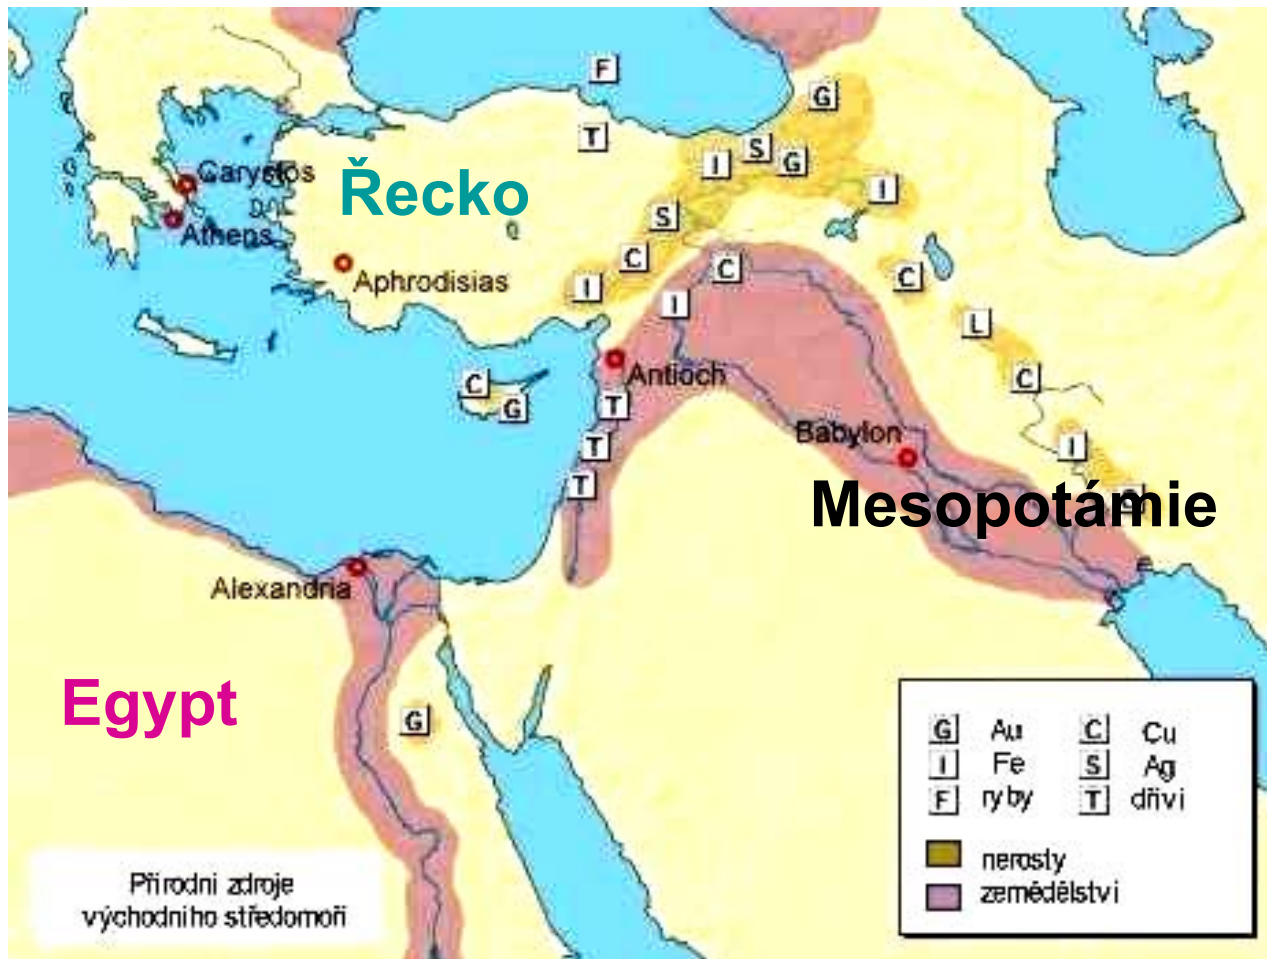 F
G
T
S
I
G
Carystos
Řecko
I
S
Athens
C
C
C
Aphrodisias
I
I
L
Antioch
C
C
T
G
Babylon
T
I
T
Mesopotámie
Alexandria
Egypt
G
G Au C Cu
I Fe S Ag
F ryby T dříví
nerosty
zemědělství
Přírodní zdroje
východního středomoří